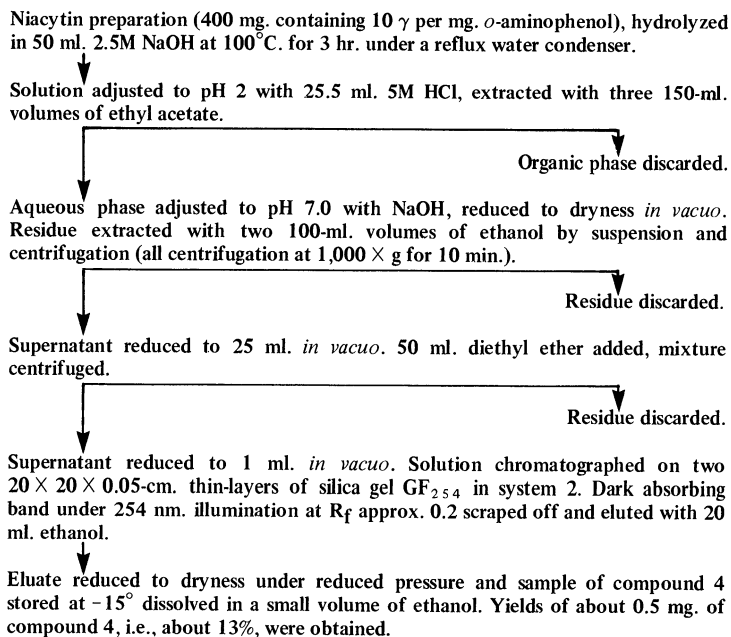 Niacytin preparation (400 mg. containing 10 γ per mg. o-aminophenol), hydrolyzed
in 50 ml. 2.5M NaOH at 100°C. for 3 hr. under a reflux water condenser.
Solution adjusted to pH 2 with 25.5 ml. 5M HCl, extracted with three 150-ml.
volumes of ethyl acetate.
Organic phase discarded.
Aqueous phase adjusted to pH 7.0 with NaOH, reduced to dryness in vacuo.
Residue extracted with two 100-ml. volumes of ethanol by suspension and
centrifugation (all centrifugation at 1,000 × g for 10 min.).
Residue discarded.
Supernatant reduced to 25 ml. in vacuo. 50 ml. diethyl ether added, mixture
centrifuged.
Residue discarded.
Supernatant reduced to 1 ml. in vacuo. Solution chromatographed on two
20 × 20 × 0.05-cm. thin-layers of silica gel GF254 in system 2. Dark absorbing
band under 254 nm. illumination at Rf approx. 0.2 scraped off and eluted with 20
ml. ethanol.
Eluate reduced to dryness under reduced pressure and sample of compound 4
stored at -15° dissolved in a small volume of ethanol. Yields of about 0.5 mg. of
compound 4, i.e., about 13%, were obtained.